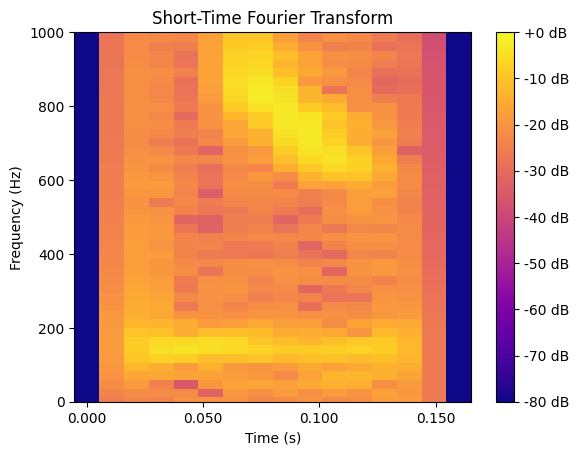 Short-Time Fourier Transform
1000
800
600
400
200
0
Frequency (Hz)
0.000
0.050
0.100
0.150
Time (s)
+0 dB
-10 dB
-20 dB
-30 dB
-40 dB
-50 dB
-60 dB
-70 dB
-80 dB